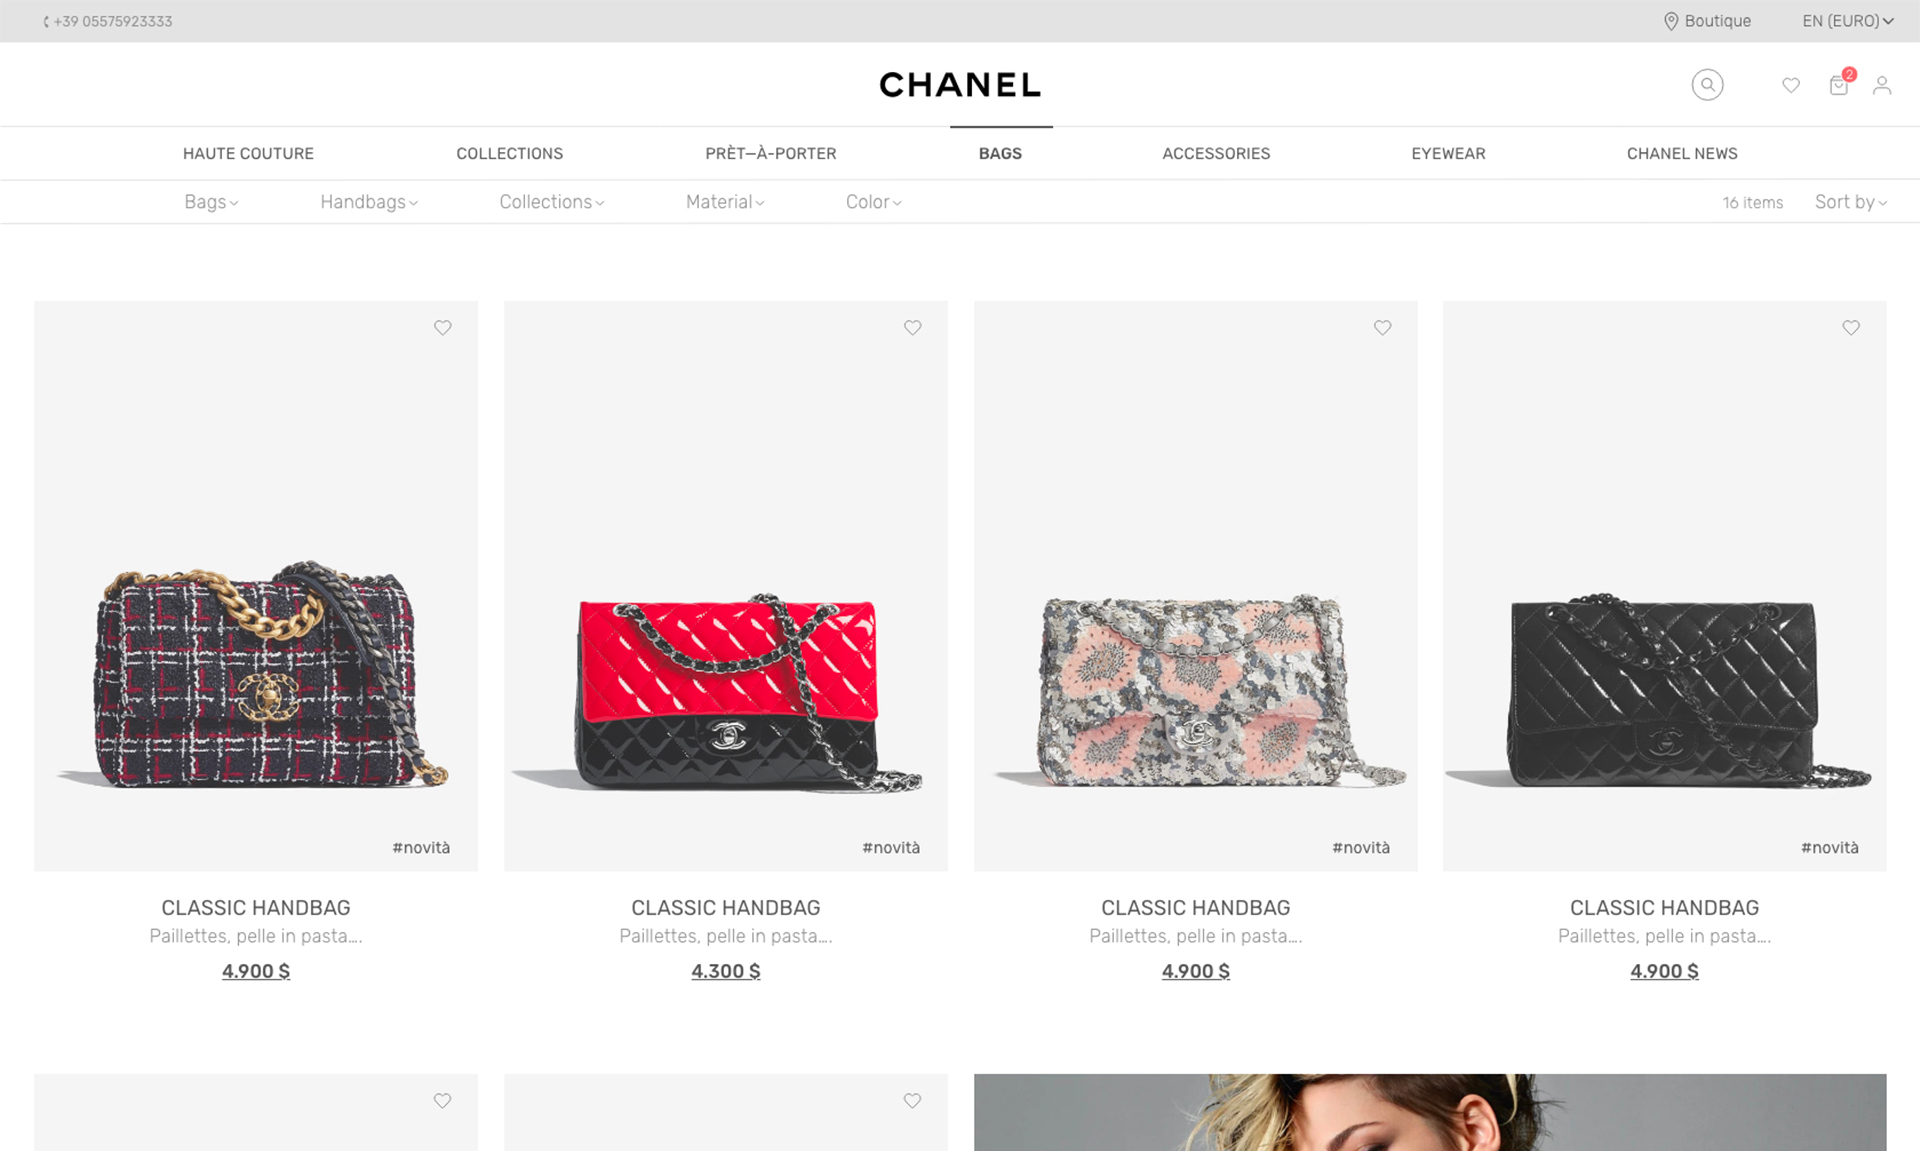 +39 05575923333
Boutique
EN (EURO)
CHANEL
2
HAUTE COUTURE
COLLECTIONS
PRÈT—À-PORTER
BAGS
ACCESSORIES
EYEWEAR
CHANEL NEWS
Bags
Handbags
Collections
Material
Color
16 items
Sort by
#novità
#novità
#novità
#novità
CLASSIC HANDBAG
Paillettes, pelle in pasta....
4.900 $
CLASSIC HANDBAG
Paillettes, pelle in pasta....
4.300 $
CLASSIC HANDBAG
Paillettes, pelle in pasta....
4.900 $
CLASSIC HANDBAG
Paillettes, pelle in pasta....
4.900 $